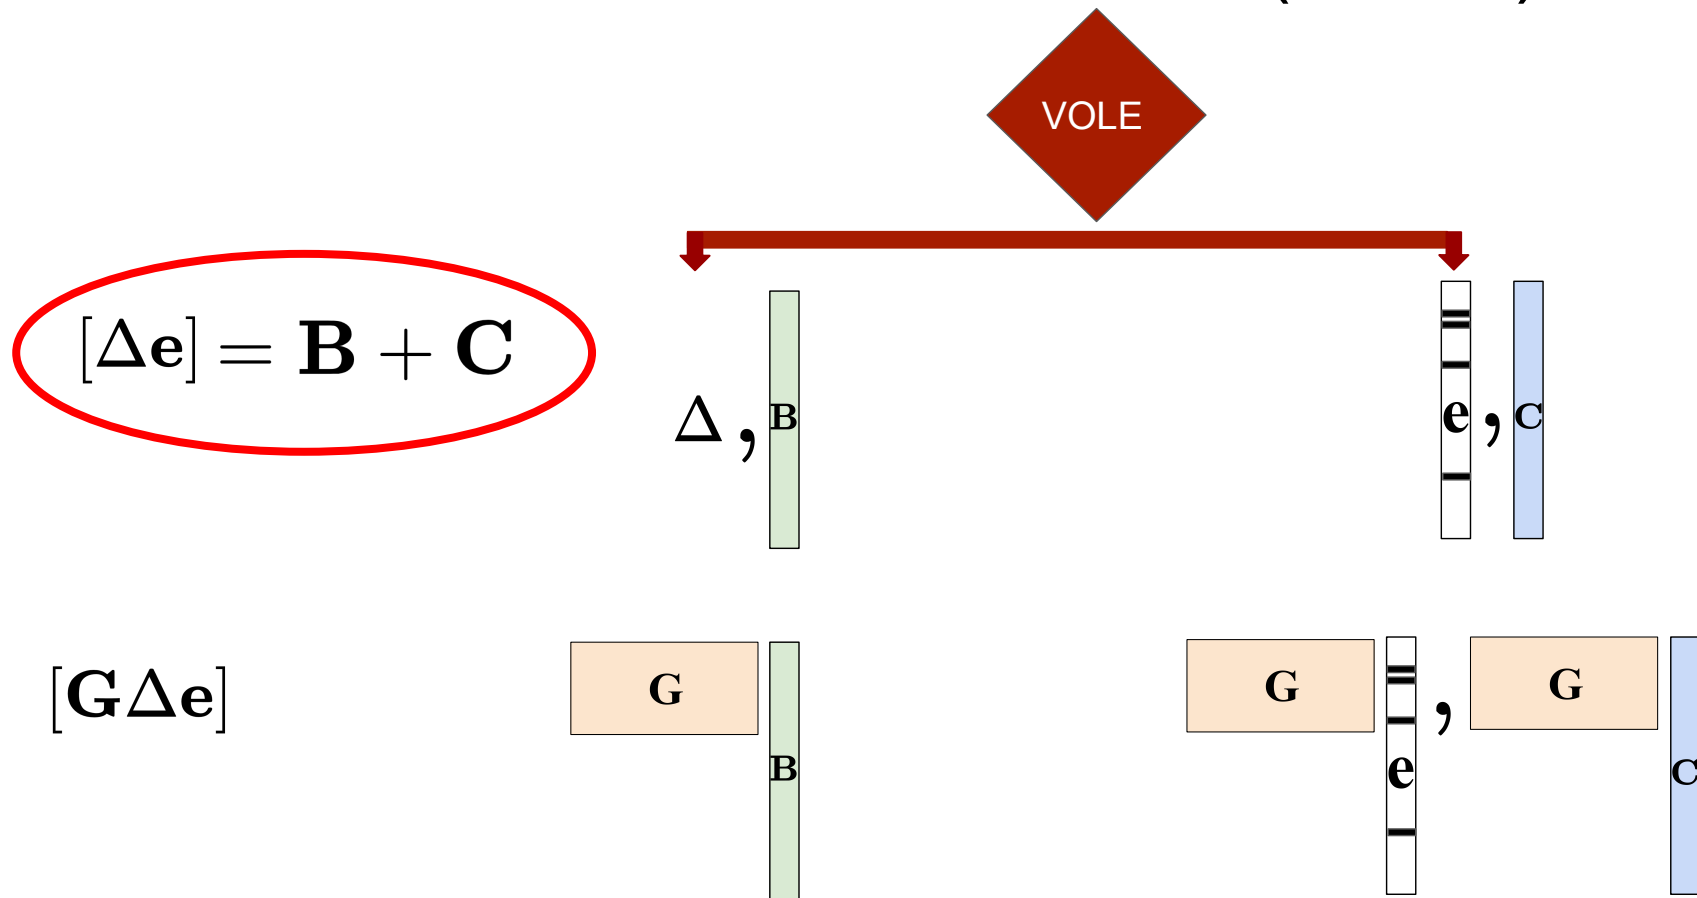 VOLE
[Δe] = B + C
Δ , B
e , C
[GΔe]
G B
G e , G C